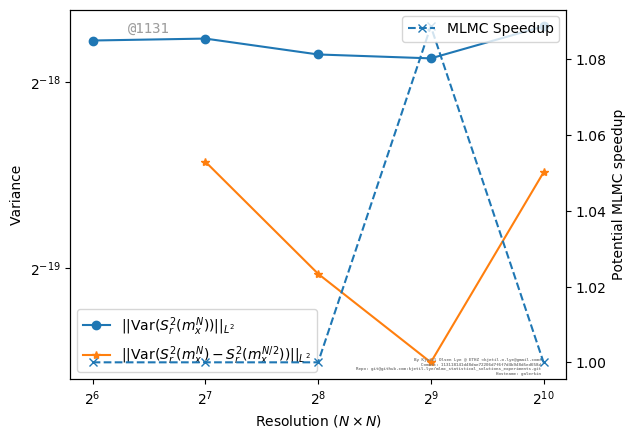 @1131
MLMC Speedup
2^{-18}
2^{-19}
Variance
1.08
1.06
1.04
1.02
1.00
Potential MLMC speedup
||Var(S_r^2(m_x^N))||_{L^2}
||Var(S_r^2(m_x^N) − S_r^2(m_x^{N/2}))||_{L^2}
2^6 2^7 2^8 2^9 2^{10}
Resolution (N × N)